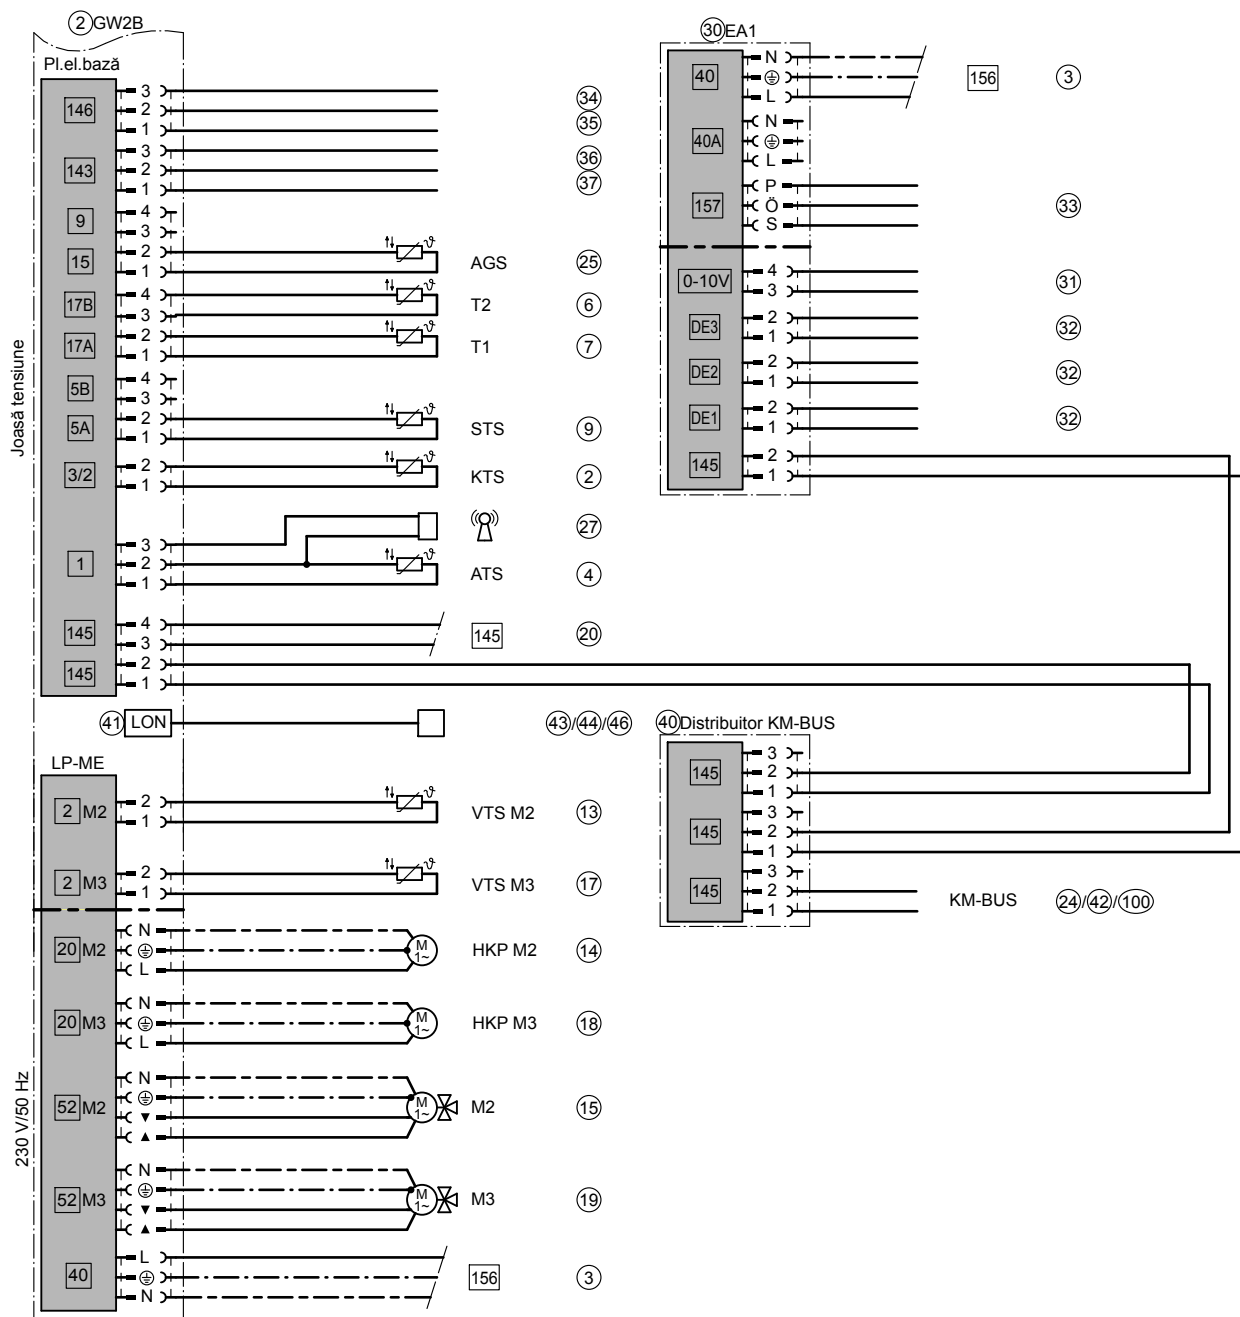 2 GW2B
Pl.el.bază
Joasă tensiune
146
3
2
1
34
35
143
3
2
1
36
37
9
4
3
15
2
1
AGS 25
17B
4
3
T2 6
17A
2
1
T1 7
5B
4
3
5A
2
1
STS 9
3/2
2
1
KTS 2
27
1
3
2
1
ATS 4
145
4
3
145 20
145
2
1
41 LON 43/44/46
LP-ME
2 M2
2
1
VTS M2 13
2 M3
2
1
VTS M3 17
230 V/50 Hz
20 M2
N
L
M
1~
HKP M2 14
20 M3
N
L
M
1~
HKP M3 18
52 M2
N
▼
▲
M
1~
M2 15
52 M3
N
▼
▲
M
1~
M3 19
40
L
N
156 3
30 EA1
40
N
L
156 3
40A
N
L
157
P
Ö
S
33
0-10V
4
3
31
DE3
2
1
32
DE2
2
1
32
DE1
2
1
32
145
2
1
40 Distribuitor KM-BUS
145
3
2
1
145
3
2
1
145
3
2
1
KM-BUS 24/42/100